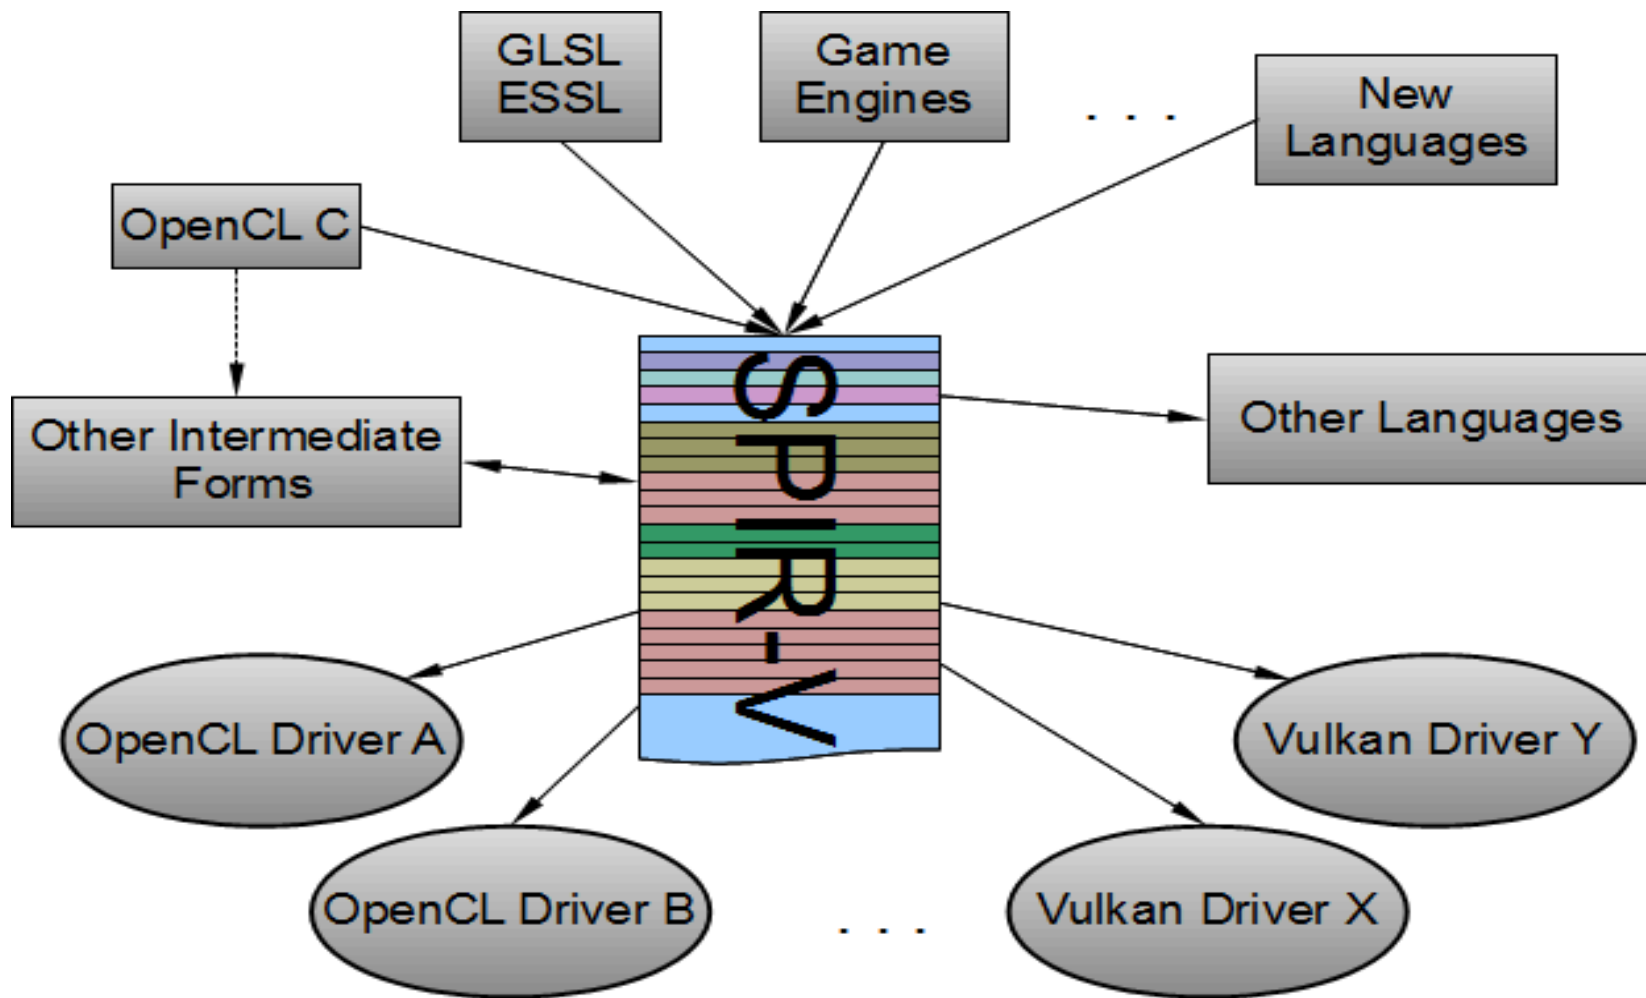 GLSL
ESSL
Game
Engines
. . .
New
Languages
OpenCL C
SPIR-V
Other Languages
Other Intermediate
Forms
OpenCL Driver A
Vulkan Driver Y
OpenCL Driver B
. . .
Vulkan Driver X